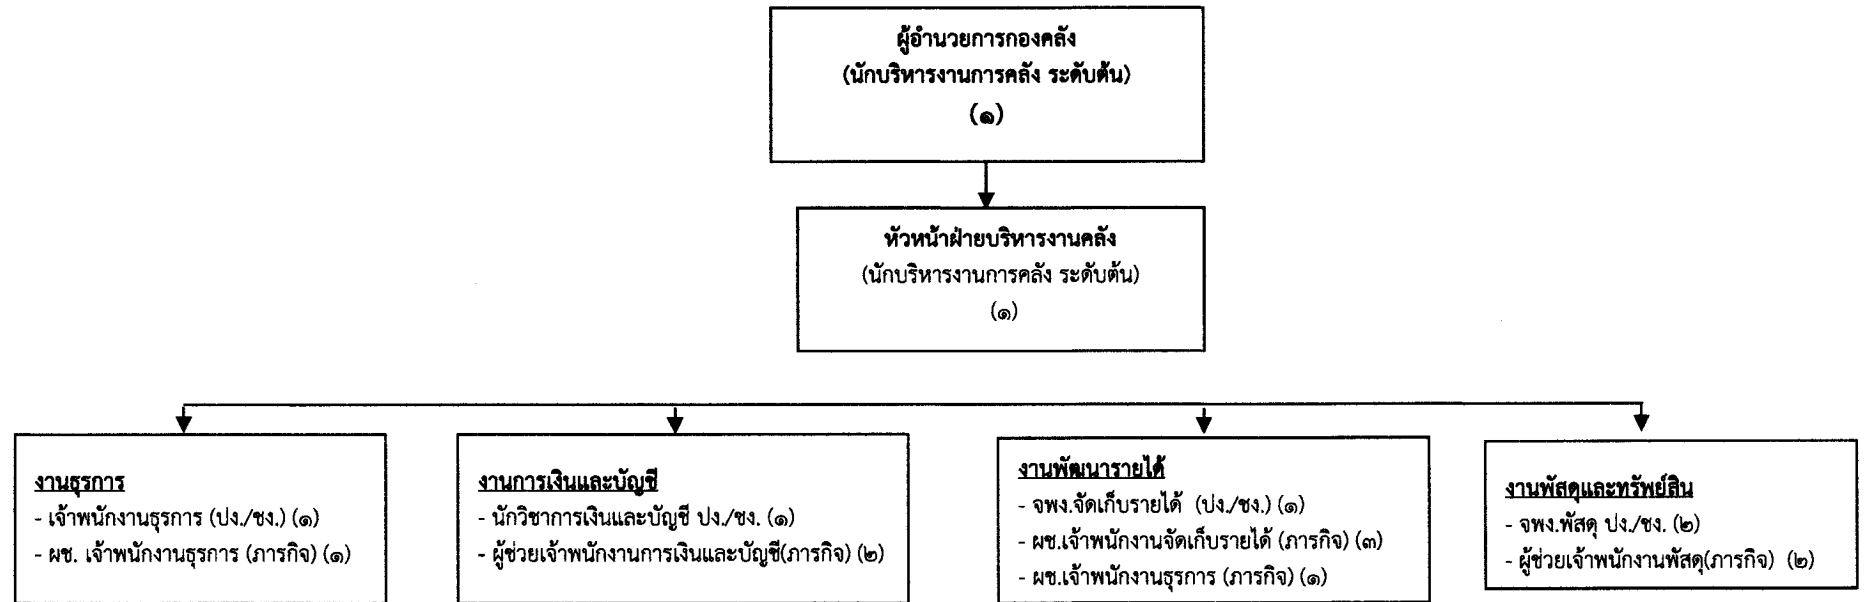 ผู้อำนวยการกองคลัง
(นักบริหารงานการคลัง ระดับต้น)
(๑)
หัวหน้าฝ่ายบริหารงานคลัง
(นักบริหารงานการคลัง ระดับต้น)
(๑)
งานธุรการ
- เจ้าพนักงานธุรการ (ปง./ชง.) (๑)
- ผช. เจ้าพนักงานธุรการ (ภารกิจ) (๑)
งานการเงินและบัญชี
- นักวิชาการเงินและบัญชี ปง./ชง. (๑)
- ผู้ช่วยเจ้าพนักงานการเงินและบัญชี(ภารกิจ) (๒)
งานพัฒนารายได้
- จพง.จัดเก็บรายได้ (ปง./ชง.) (๑)
- ผช.เจ้าพนักงานจัดเก็บรายได้ (ภารกิจ) (๓)
- ผช.เจ้าพนักงานธุรการ (ภารกิจ) (๑)
งานพัสดุและทรัพย์สิน
- จพง.พัสดุ ปง./ชง. (๒)
- ผู้ช่วยเจ้าพนักงานพัสดุ(ภารกิจ) (๒)